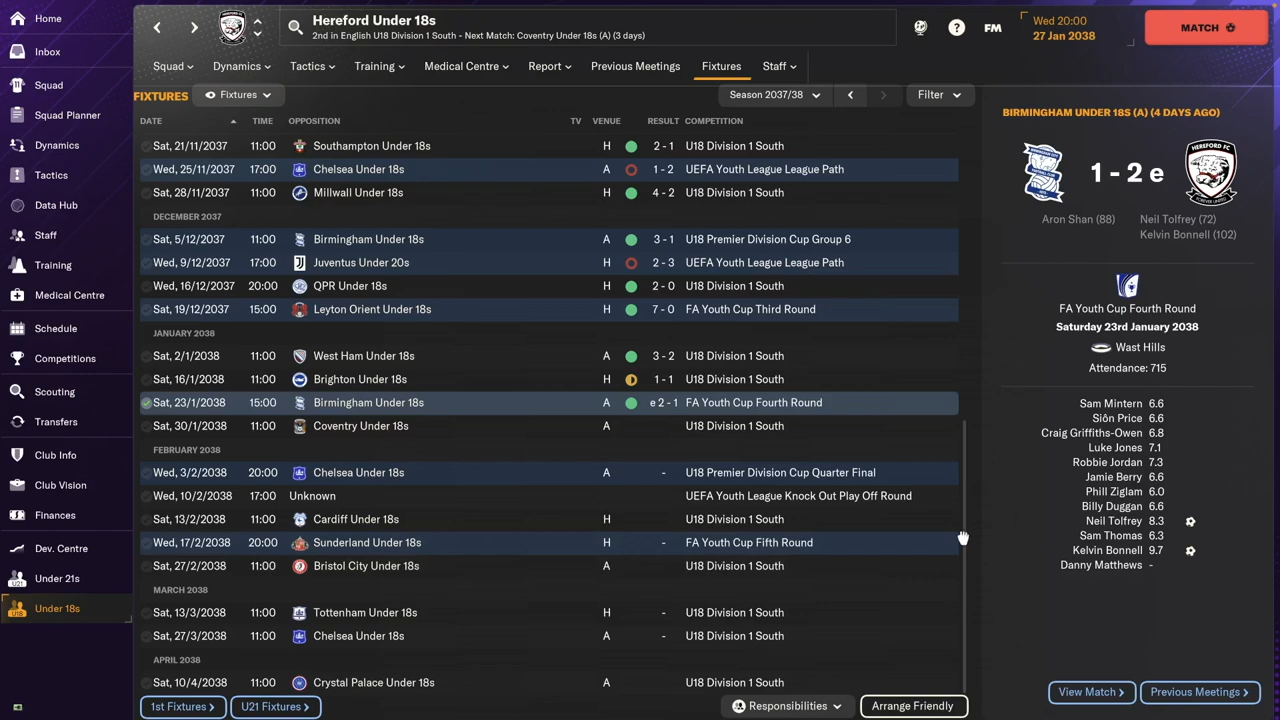 Home
Inbox
Squad
Squad Planner
Dynamics
Tactics
Data Hub
Staff
Training
Medical Centre
Schedule
Competitions
Scouting
Transfers
Club Info
Club Vision
Finances
Dev. Centre
U21 Under 21s
U18 Under 18s
Hereford Under 18s
2nd in English U18 Division 1 South - Next Match: Coventry Under 18s (A) (3 days)
? FM
Wed 20:00
27 Jan 2038
MATCH
Squad Dynamics Tactics Training Medical Centre Report Previous Meetings Fixtures Staff
FIXTURES Fixtures Season 2037/38 Filter
DATE TIME OPPOSITION TV VENUE RESULT COMPETITION
Sat, 21/11/2037 11:00 Southampton Under 18s H 2 - 1 U18 Division 1 South
Wed, 25/11/2037 17:00 Chelsea Under 18s A 1 - 2 UEFA Youth League League Path
Sat, 28/11/2037 11:00 Millwall Under 18s H 4 - 2 U18 Division 1 South
DECEMBER 2037
Sat, 5/12/2037 11:00 Birmingham Under 18s A 3 - 1 U18 Premier Division Cup Group 6
Wed, 9/12/2037 17:00 Juventus Under 20s H 2 - 3 UEFA Youth League League Path
Sat, 16/12/2037 20:00 QPR Under 18s H 2 - 0 U18 Division 1 South
Sat, 19/12/2037 15:00 Leyton Orient Under 18s H 7 - 0 FA Youth Cup Third Round
JANUARY 2038
Sat, 2/1/2038 11:00 West Ham Under 18s A 3 - 2 U18 Division 1 South
Sat, 16/1/2038 11:00 Brighton Under 18s H 1 - 1 U18 Division 1 South
Sat, 23/1/2038 15:00 Birmingham Under 18s A e 2 - 1 FA Youth Cup Fourth Round
Sat, 30/1/2038 11:00 Coventry Under 18s A U18 Division 1 South
FEBRUARY 2038
Wed, 3/2/2038 20:00 Chelsea Under 18s A - U18 Premier Division Cup Quarter Final
Wed, 10/2/2038 17:00 Unknown UEFA Youth League Knock Out Play Off Round
Sat, 13/2/2038 11:00 Cardiff Under 18s H U18 Division 1 South
Wed, 17/2/2038 20:00 Sunderland Under 18s H - FA Youth Cup Fifth Round
Sat, 27/2/2038 11:00 Bristol City Under 18s A U18 Division 1 South
MARCH 2038
Sat, 13/3/2038 11:00 Tottenham Under 18s H - U18 Division 1 South
Sat, 27/3/2038 11:00 Chelsea Under 18s A - U18 Division 1 South
APRIL 2038
Sat, 10/4/2038 11:00 Crystal Palace Under 18s A U18 Division 1 South
1st Fixtures U21 Fixtures Responsibilities Arrange Friendly
BIRMINGHAM UNDER 18S (A) (4 DAYS AGO)
1 - 2 e
HEREFORD FC
FOREVER UNITED
Aron Shan (88) Neil Tolfrey (72)
Kelvin Bonnell (102)
FA Youth Cup Fourth Round
Saturday 23rd January 2038
Wast Hills
Attendance: 715
Sam Mintern 6.6
Siôn Price 6.6
Craig Griffiths-Owen 6.8
Luke Jones 7.1
Robbie Jordan 7.3
Jamie Berry 6.6
Phill Ziglam 6.0
Billy Duggan 6.6
Neil Tolfrey 8.3
Sam Thomas 6.3
Kelvin Bonnell 9.7
Danny Matthews -
View Match Previous Meetings